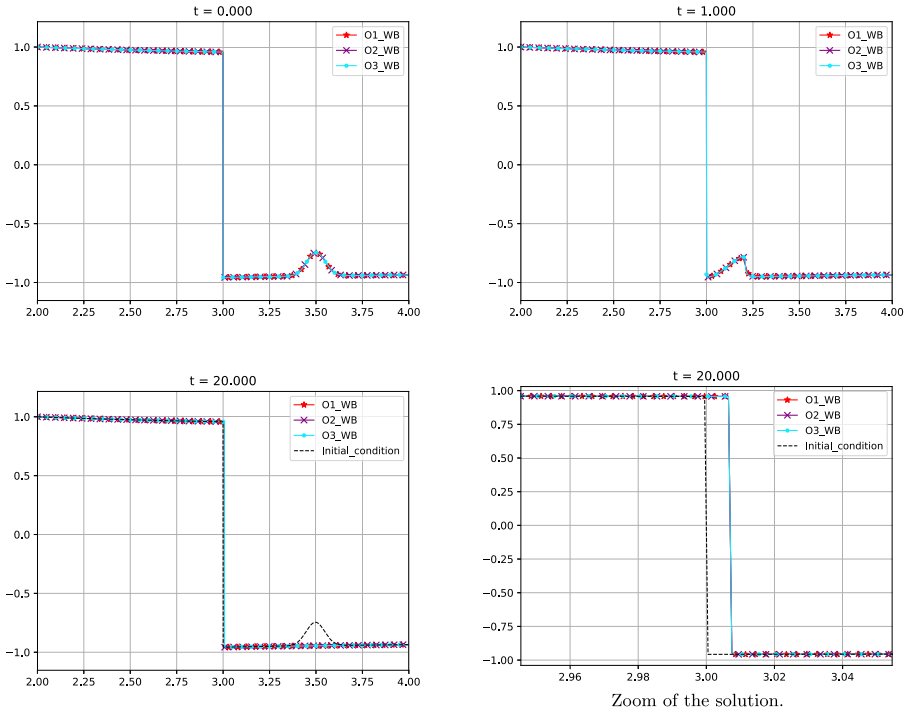 t = 0.000
1.0
0.5
0.0
−0.5
−1.0
2.00 2.25 2.50 2.75 3.00 3.25 3.50 3.75 4.00
O1_WB
O2_WB
O3_WB
t = 1.000
1.0
0.5
0.0
−0.5
−1.0
2.00 2.25 2.50 2.75 3.00 3.25 3.50 3.75 4.00
O1_WB
O2_WB
O3_WB
t = 20.000
1.0
0.5
0.0
−0.5
−1.0
2.00 2.25 2.50 2.75 3.00 3.25 3.50 3.75 4.00
O1_WB
O2_WB
O3_WB
Initial_condition
t = 20.000
1.00
0.75
0.50
0.25
0.00
−0.25
−0.50
−0.75
−1.00
2.96 2.98 3.00 3.02 3.04
O1_WB
O2_WB
O3_WB
Initial_condition
Zoom of the solution.